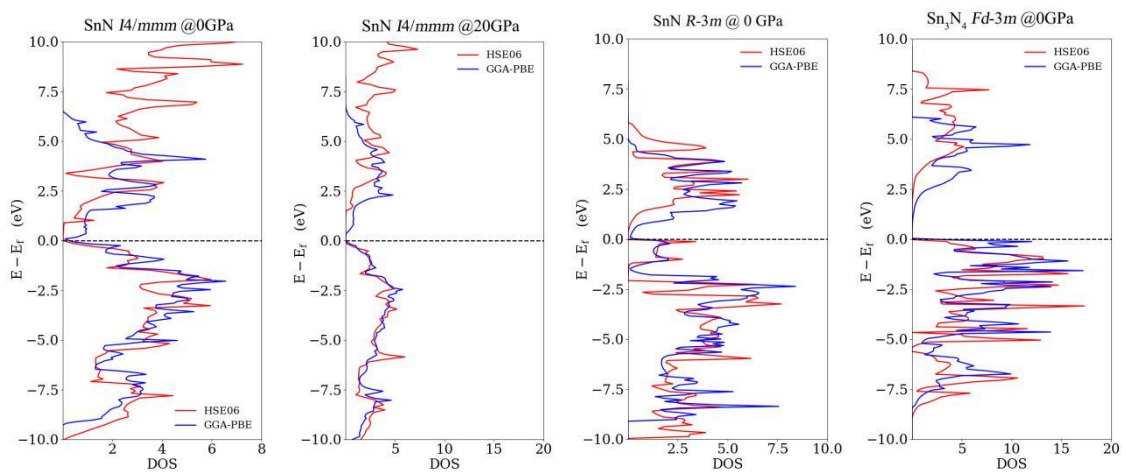 SnN I4/mmm @0GPa
10.0
7.5
5.0
2.5
0.0
−2.5
−5.0
−7.5
−10.0
E − Ef (eV)
HSE06
GGA-PBE
2
4
6
8
DOS
SnN I4/mmm @20GPa
10.0
7.5
5.0
2.5
0.0
−2.5
−5.0
−7.5
−10.0
E − Ef (eV)
HSE06
GGA-PBE
5
10
15
20
DOS
SnN R-3m @ 0 GPa
10.0
7.5
5.0
2.5
0.0
−2.5
−5.0
−7.5
−10.0
E − Ef (eV)
HSE06
GGA-PBE
2.5
5.0
7.5
10.0
DOS
Sn3N4 Fd-3m @0GPa
10.0
7.5
5.0
2.5
0.0
−2.5
−5.0
−7.5
−10.0
E − Ef (eV)
HSE06
GGA-PBE
5
10
15
20
DOS